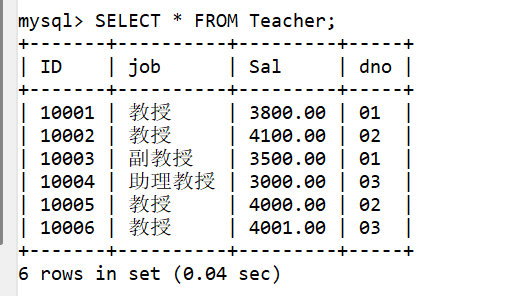 mysql> SELECT * FROM Teacher;
+-------+----------+---------+-----+
| ID    | job      | Sal     | dno |
+-------+----------+---------+-----+
| 10001 | 教授     | 3800.00 | 01  |
| 10002 | 教授     | 4100.00 | 02  |
| 10003 | 副教授   | 3500.00 | 01  |
| 10004 | 助理教授 | 3000.00 | 03  |
| 10005 | 教授     | 4000.00 | 02  |
| 10006 | 教授     | 4001.00 | 03  |
+-------+----------+---------+-----+
6 rows in set (0.04 sec)